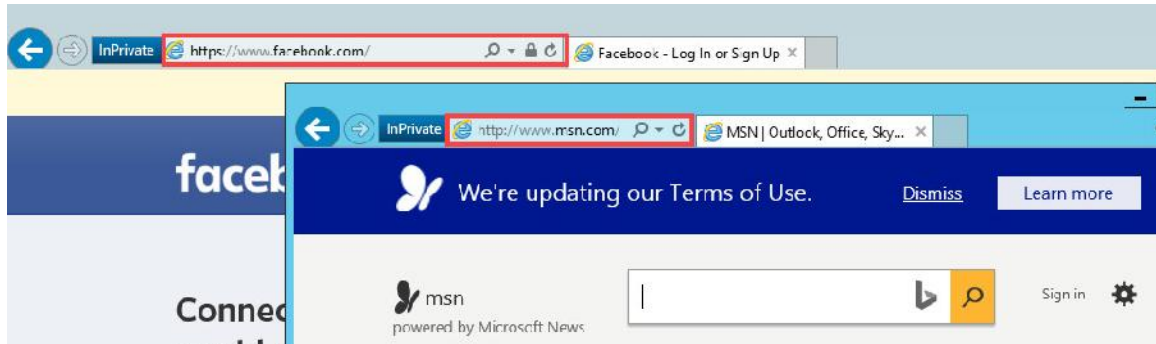 InPrivate https://www.facebook.com/ Facebook - Log In or Sign Up
InPrivate http://www.msn.com/ MSN | Outlook, Office, Sky...
faceb
We're updating our Terms of Use. Dismiss Learn more
Connec
msn
powered by Microsoft News
Sign in